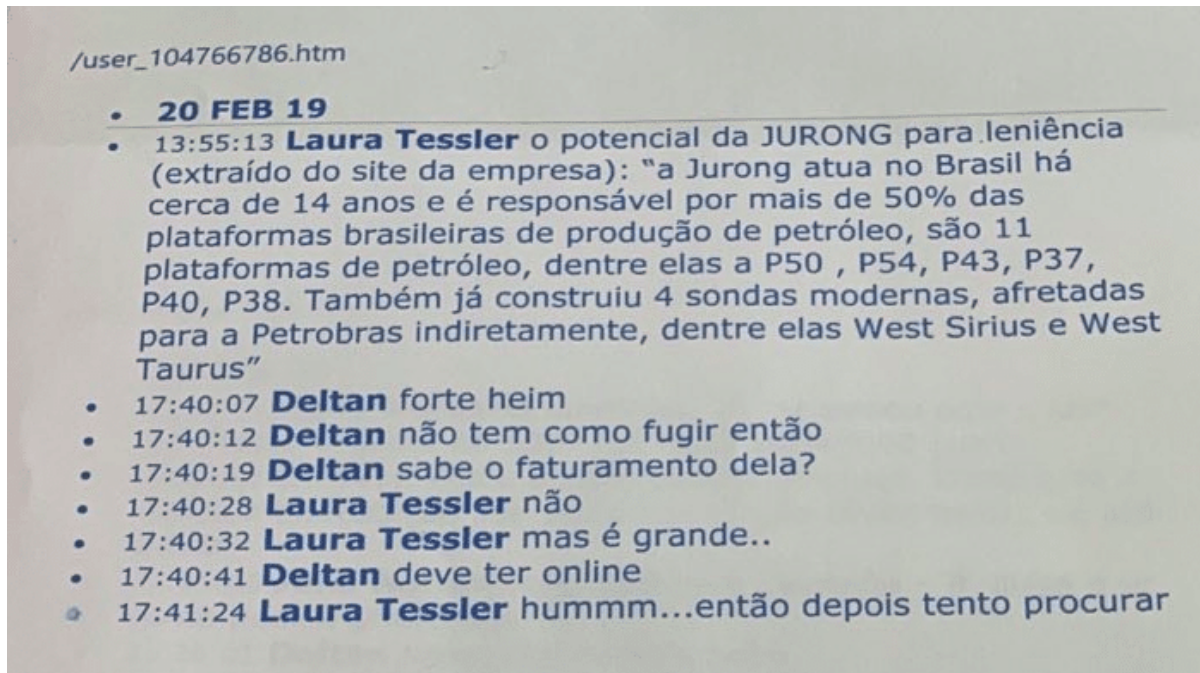 /user_104766786.htm
• 20 FEB 19
• 13:55:13 Laura Tessler o potencial da JURONG para leniência
(extraído do site da empresa): “a Jurong atua no Brasil há
cerca de 14 anos e é responsável por mais de 50% das
plataformas brasileiras de produção de petróleo, são 11
plataformas de petróleo, dentre elas a P50 , P54, P43, P37,
P40, P38. Também já construiu 4 sondas modernas, afretadas
para a Petrobras indiretamente, dentre elas West Sirius e West
Taurus”
• 17:40:07 Deltan forte heim
• 17:40:12 Deltan não tem como fugir então
• 17:40:19 Deltan sabe o faturamento dela?
• 17:40:28 Laura Tessler não
• 17:40:32 Laura Tessler mas é grande..
• 17:40:41 Deltan deve ter online
• 17:41:24 Laura Tessler hummm...então depois tento procurar